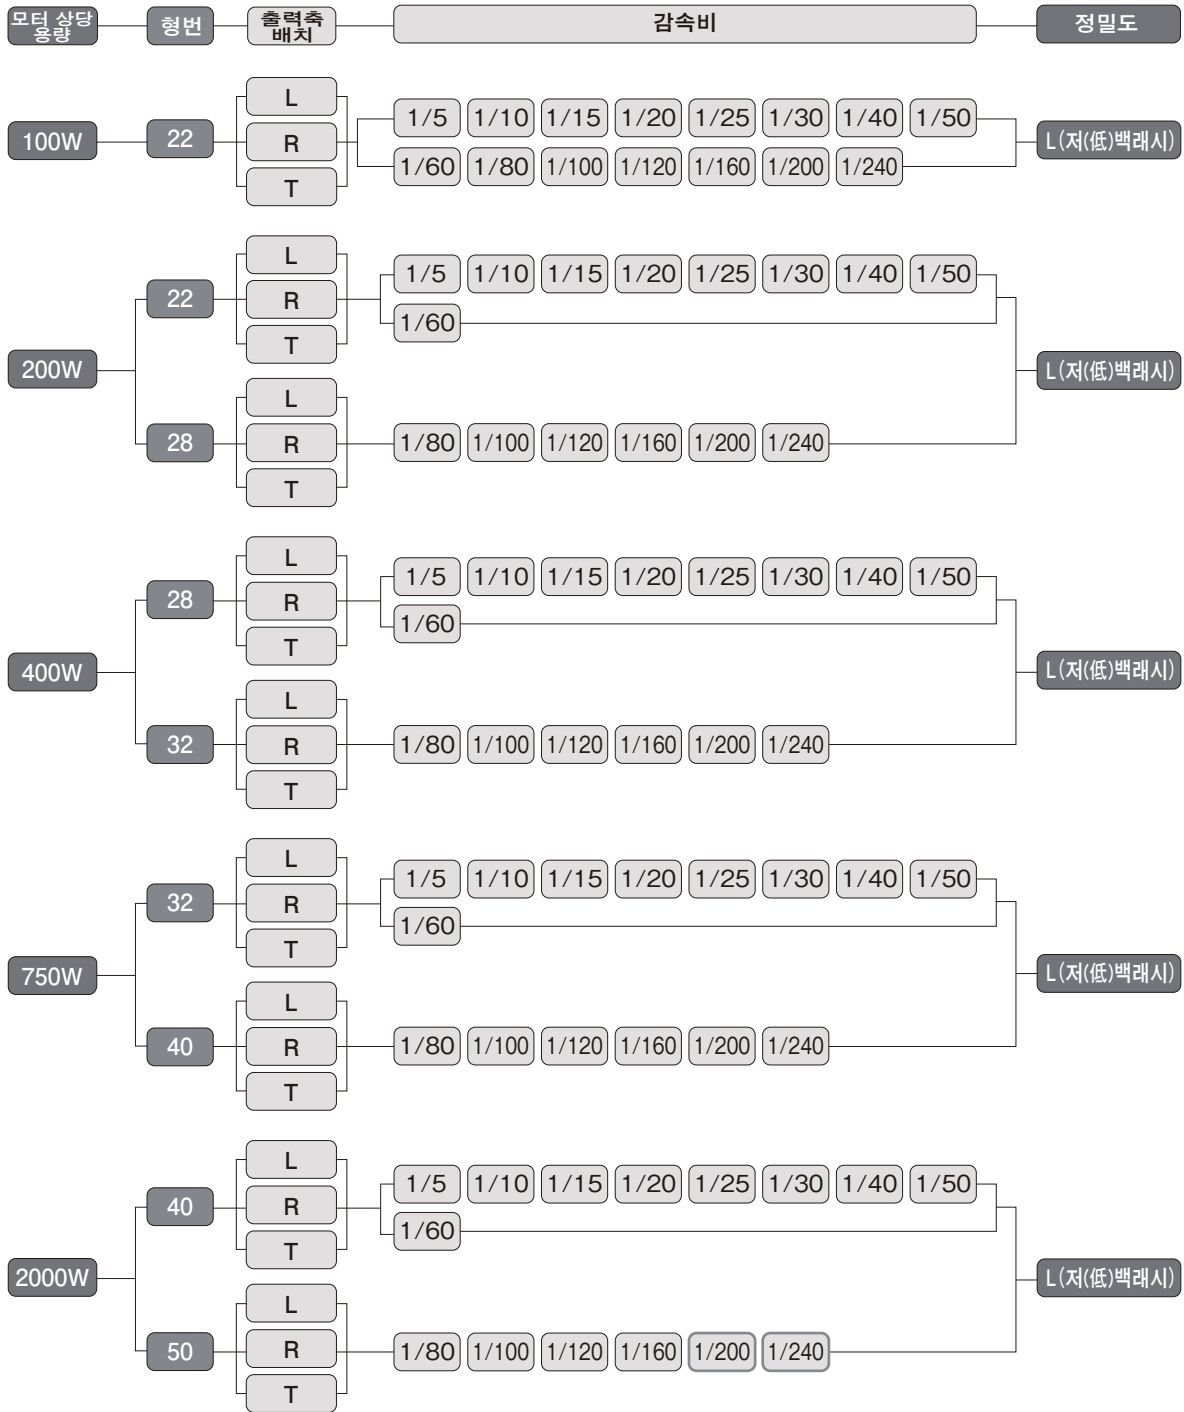 모터 상당 용량 형번 출력축 배치 감속비 정밀도
L
1/5 1/10 1/15 1/20 1/25 1/30 1/40 1/50
100W 22 R L(저(低)백래시)
1/60 1/80 1/100 1/120 1/160 1/200 1/240
T
L
1/5 1/10 1/15 1/20 1/25 1/30 1/40 1/50
22 R
1/60
T
200W L(저(低)백래시)
L
28 R 1/80 1/100 1/120 1/160 1/200 1/240
T
L
1/5 1/10 1/15 1/20 1/25 1/30 1/40 1/50
28 R
1/60
T
400W L(저(低)백래시)
L
32 R 1/80 1/100 1/120 1/160 1/200 1/240
T
L
1/5 1/10 1/15 1/20 1/25 1/30 1/40 1/50
32 R
1/60
T
750W L(저(低)백래시)
L
40 R 1/80 1/100 1/120 1/160 1/200 1/240
T
L
1/5 1/10 1/15 1/20 1/25 1/30 1/40 1/50
40 R
1/60
T
2000W L(저(低)백래시)
L
50 R 1/80 1/100 1/120 1/160 1/200 1/240
T